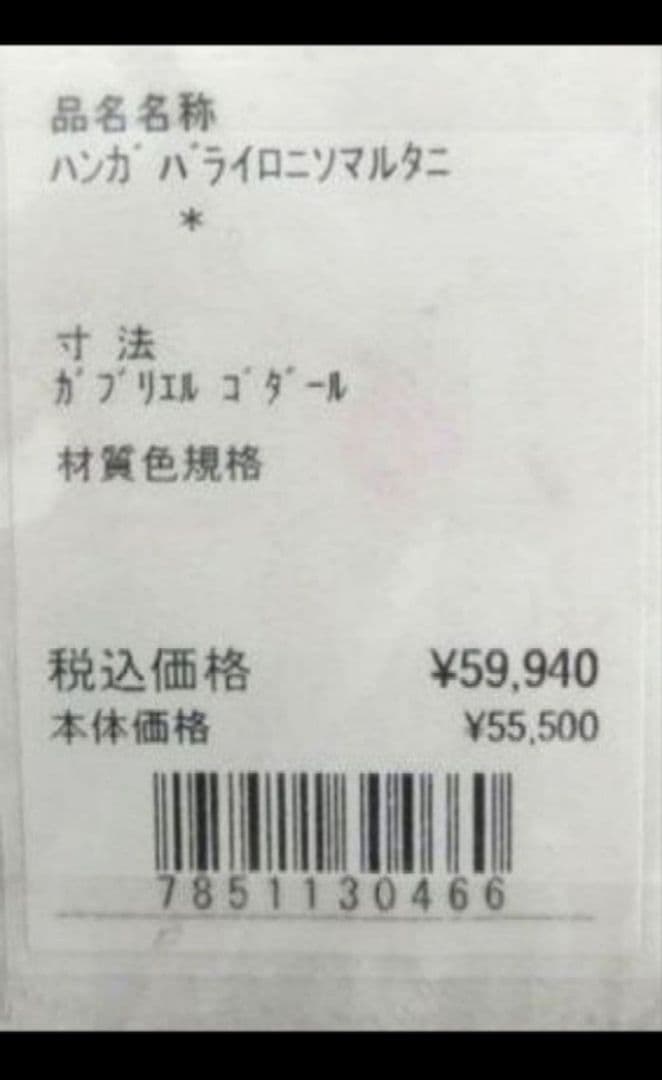 品名名称
ﾊﾝｶﾞ ﾊﾞﾗｲﾛﾆｿﾏﾙﾀﾆ
*
寸 法
ｶﾞﾌﾞﾘｴﾙ ｺﾞﾀﾞｰﾙ
材質色規格
税込価格 ¥59,940
本体価格 ¥55,500
7851130466